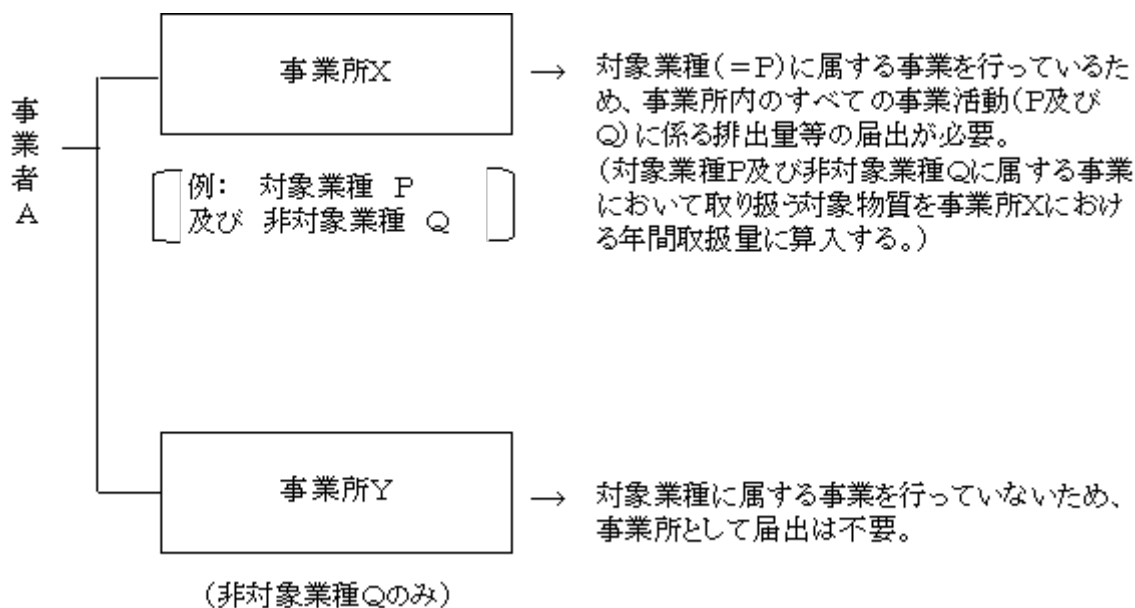 事業者A
事業所X
→
対象業種(=P)に属する事業を行っているた
め、事業所内のすべての事業活動(P及び
Q)に係る排出量等の届出が必要。
(対象業種P及び非対象業種Qに属する事業
において取り扱う対象物質を事業所Xにおけ
る年間取扱量に算入する。)
例: 対象業種 P
及び 非対象業種 Q
事業所Y
→
対象業種に属する事業を行っていないため、
事業所として届出は不要。
(非対象業種Qのみ)